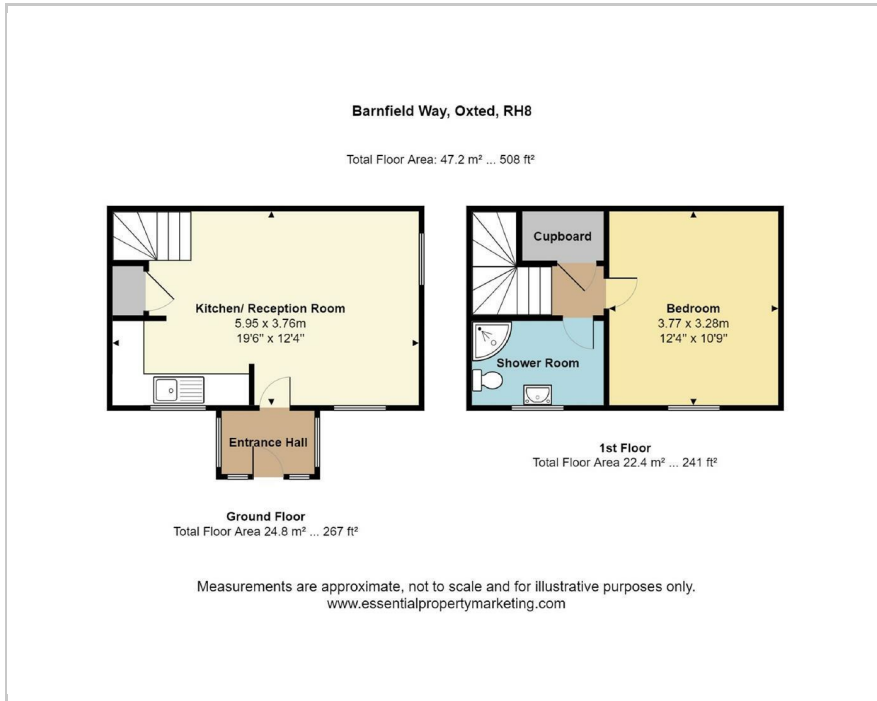 Barnfield Way, Oxted, RH8
Total Floor Area: 47.2 m² ... 508 ft²
Kitchen/ Reception Room
5.95 x 3.76m
19'6" x 12'4"
Entrance Hall
Ground Floor
Total Floor Area 24.8 m² ... 267 ft²
Cupboard
Bedroom
3.77 x 3.28m
12'4" x 10'9"
Shower Room
1st Floor
Total Floor Area 22.4 m² ... 241 ft²
Measurements are approximate, not to scale and for illustrative purposes only.
www.essentialpropertymarketing.com